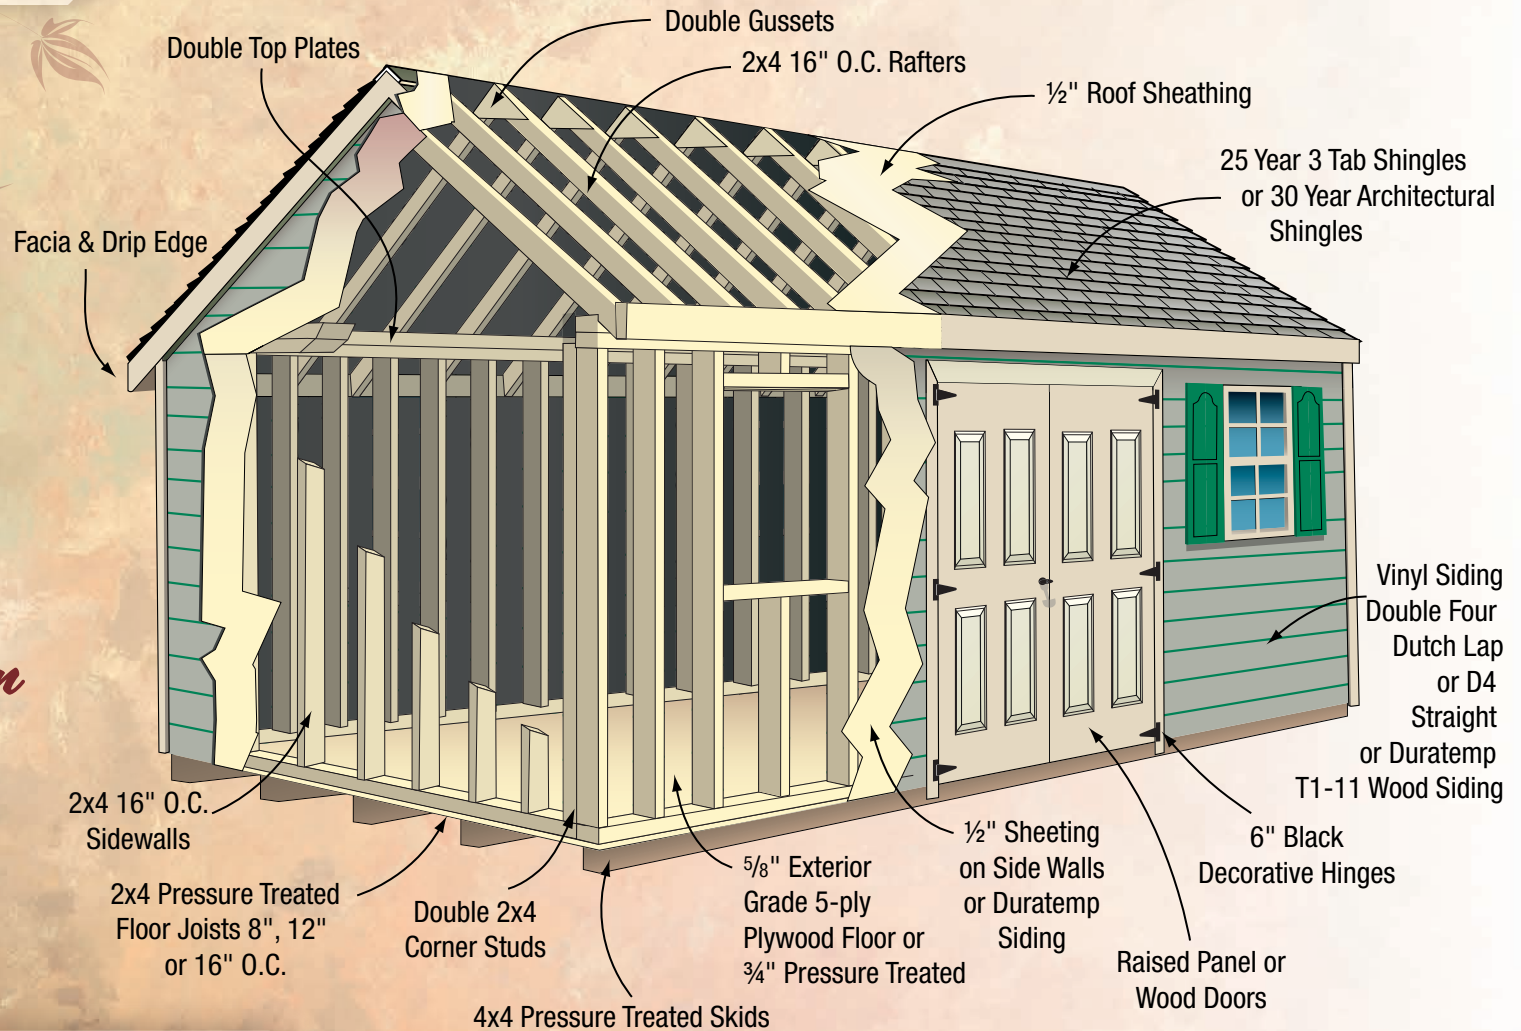 Double Gussets
Double Top Plates
2x4 16" O.C. Rafters
½" Roof Sheathing
25 Year 3 Tab Shingles
or 30 Year Architectural
Shingles
Facia & Drip Edge
Vinyl Siding
Double Four
Dutch Lap
or D4
Straight
or Duratemp
T1-11 Wood Siding
2x4 16" O.C.
Sidewalls
2x4 Pressure Treated
Floor Joists 8", 12"
or 16" O.C.
Double 2x4
Corner Studs
4x4 Pressure Treated Skids
5/8" Exterior
Grade 5-ply
Plywood Floor or
¾" Pressure Treated
½" Sheeting
on Side Walls
or Duratemp
Siding
Raised Panel or
Wood Doors
6" Black
Decorative Hinges